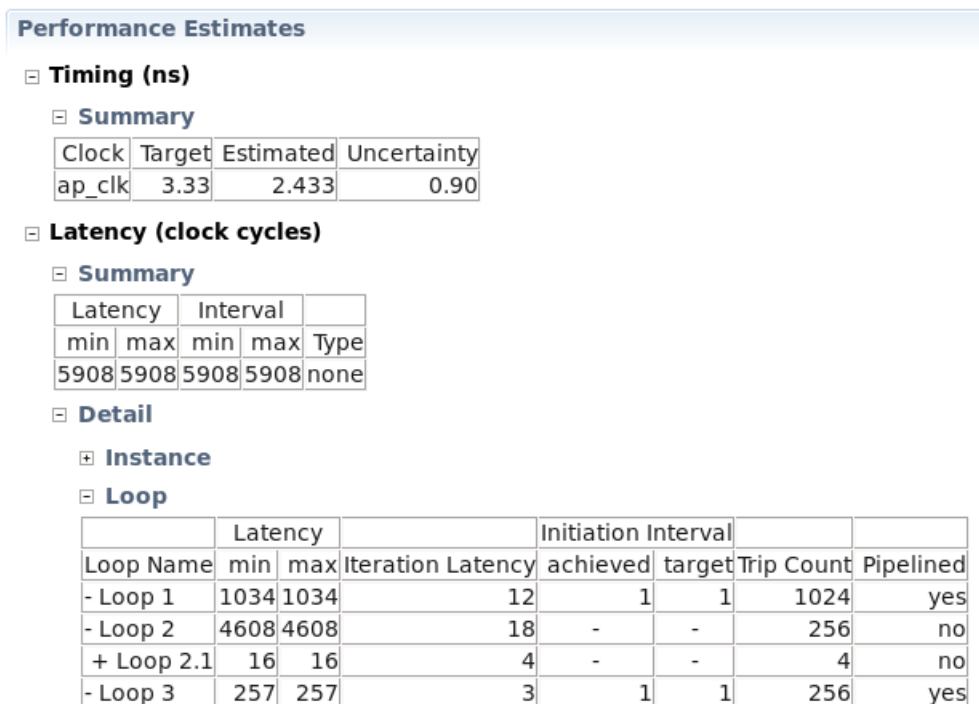 Performance Estimates
Timing (ns)
Summary
Clock Target Estimated Uncertainty
ap_clk 3.33 2.433 0.90
Latency (clock cycles)
Summary
Latency Interval
min max min max Type
5908 5908 5908 5908 none
Detail
Instance
Loop
Latency Initiation Interval
Loop Name min max Iteration Latency achieved target Trip Count Pipelined
- Loop 1 1034 1034 12 1 1 1024 yes
- Loop 2 4608 4608 18 - - 256 no
+ Loop 2.1 16 16 4 - - 4 no
- Loop 3 257 257 3 1 1 256 yes